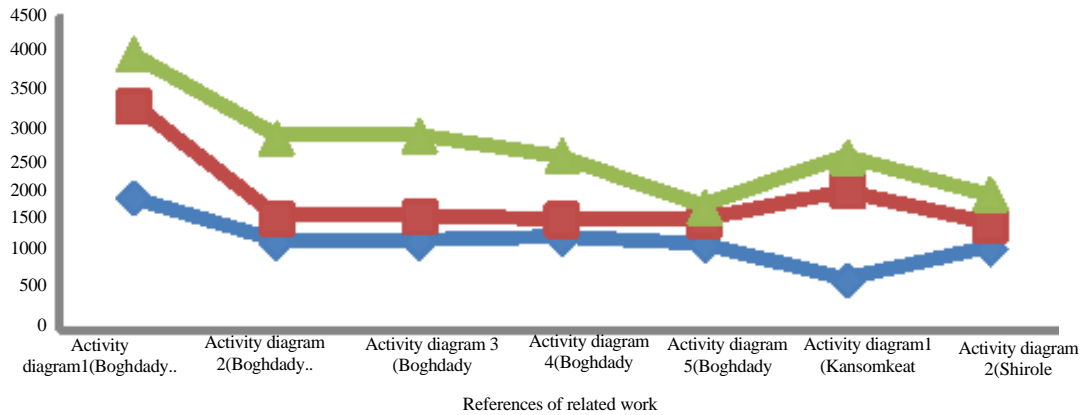 4500
4000
3500
3000
2500
2000
1500
1000
500
0
Activity
diagram1(Boghdady..
Activity diagram
2(Boghdady..
Activity diagram 3
(Boghdady
Activity diagram
4(Boghdady
Activity diagram
5(Boghdady
Activity diagram1
(Kansomkeat
Activity diagram
2(Shirole
References of related work